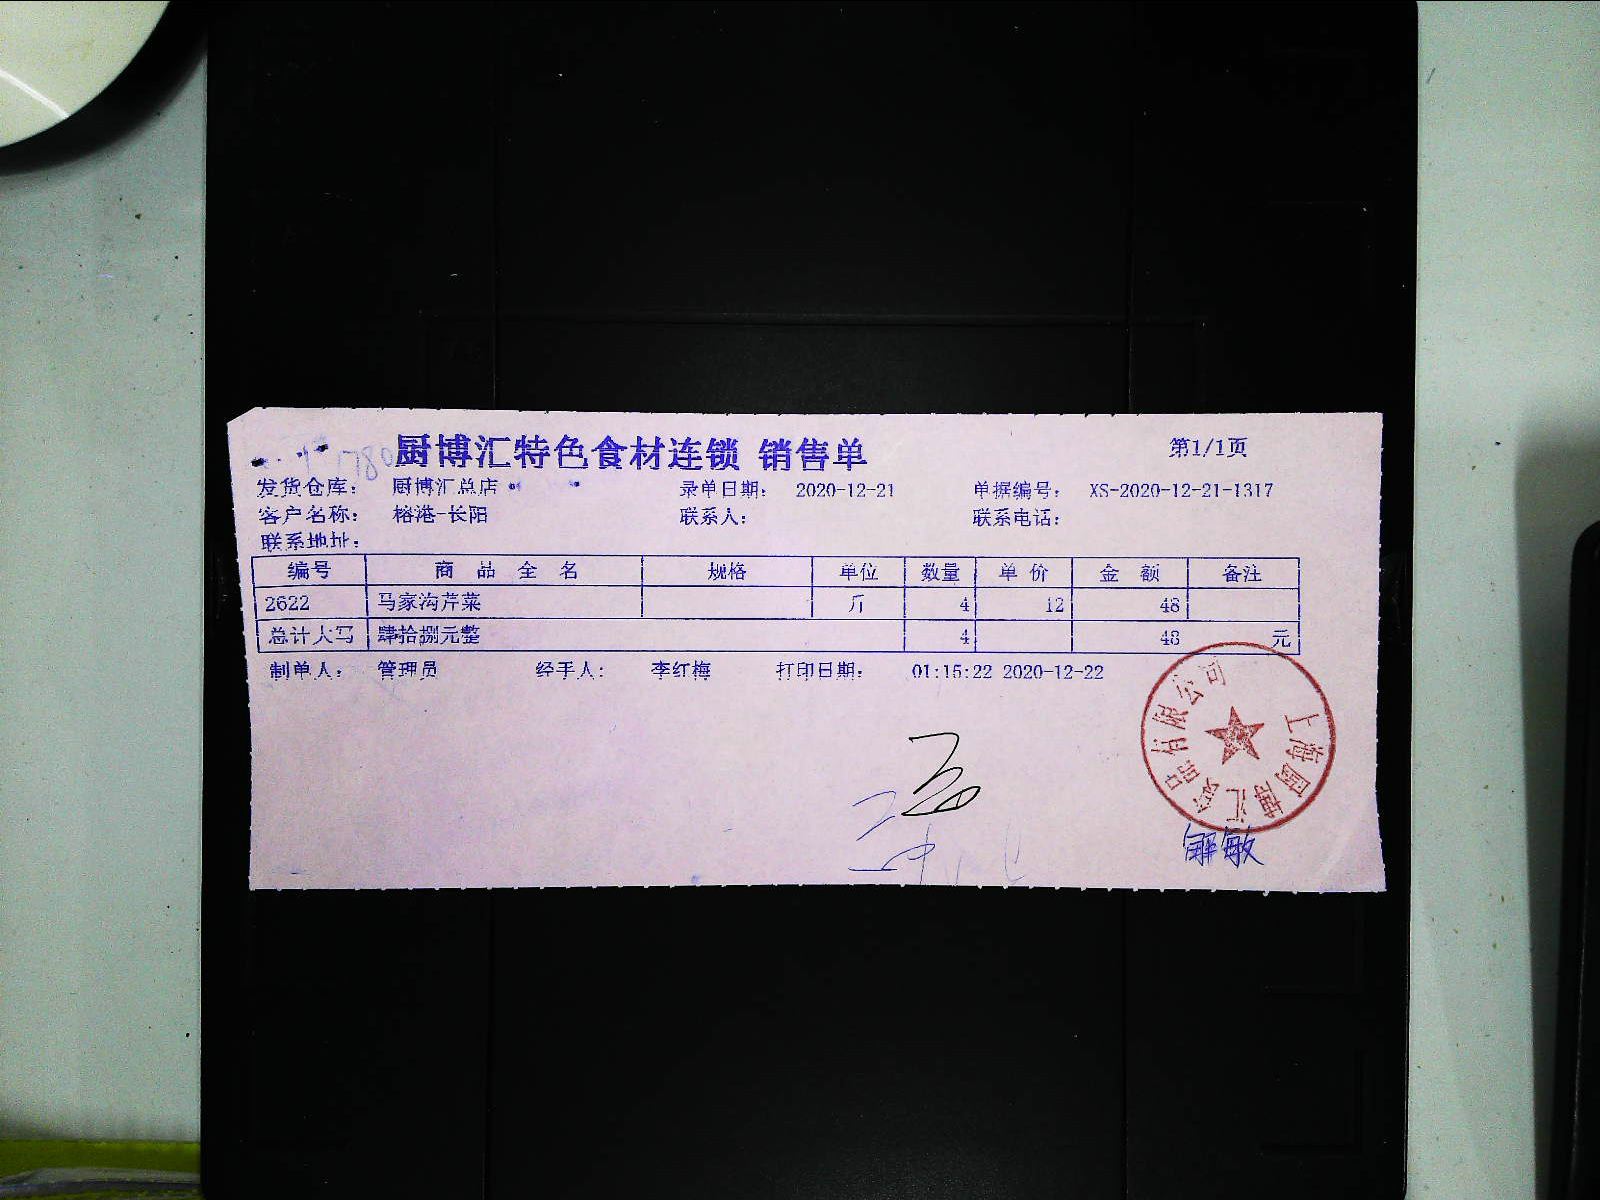 厨博汇特色食材连锁 销售单 第1/1页
发货仓库： 厨博汇总店 录单日期： 2020-12-21 单据编号： XS-2020-12-21-1317
客户名称： 榕港-长阳 联系人： 联系电话：
联系地址：
编号 商品全名 规格 单位 数量 单价 金额 备注
2622 马家沟芹菜 斤 4 12 48
总计大写 肆拾捌元整 4 48 元
制单人： 管理员 经手人： 李红梅 打印日期： 01:15:22 2020-12-22
上海厨博汇食品有限公司
解敏